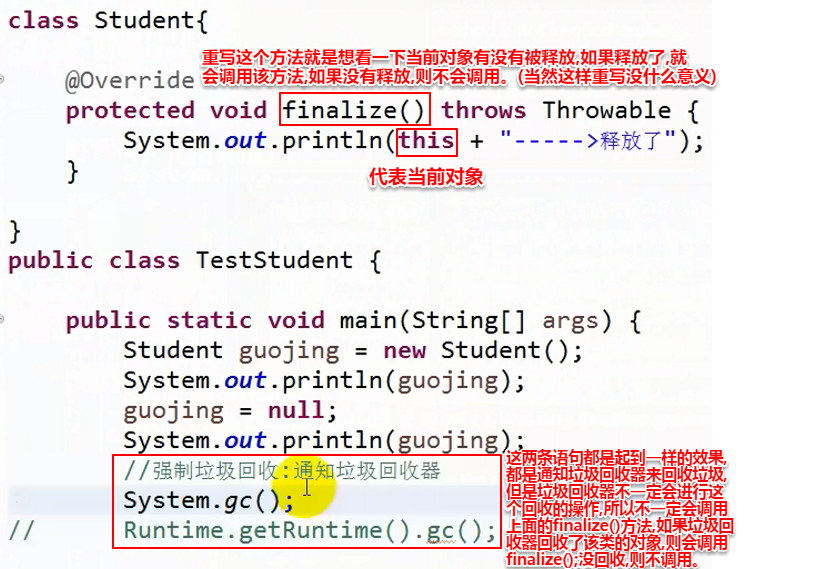 class Student{
重写这个方法就是想看一下当前对象有没有被释放,如果释放了,就
会调用该方法,如果没有释放,则不会调用。(当然这样重写没什么意义)
@Override
protected void finalize() throws Throwable {
System.out.println(this + "----->释放了");
}
代表当前对象
}
public class TestStudent {
public static void main(String[] args) {
Student guojing = new Student();
System.out.println(guojing);
guojing = null;
System.out.println(guojing);
//强制垃圾回收:通知垃圾回收器
System.gc();
// Runtime.getRuntime().gc();
这两条语句都是起到一样的效果,
都是通知垃圾回收器来回收垃圾,
但是垃圾回收器不一定会进行这
个回收的操作,所以不一定会调用
上面的finalize()方法,如果垃圾回
收器回收了该类的对象,则会调用
finalize();没回收,则不调用。